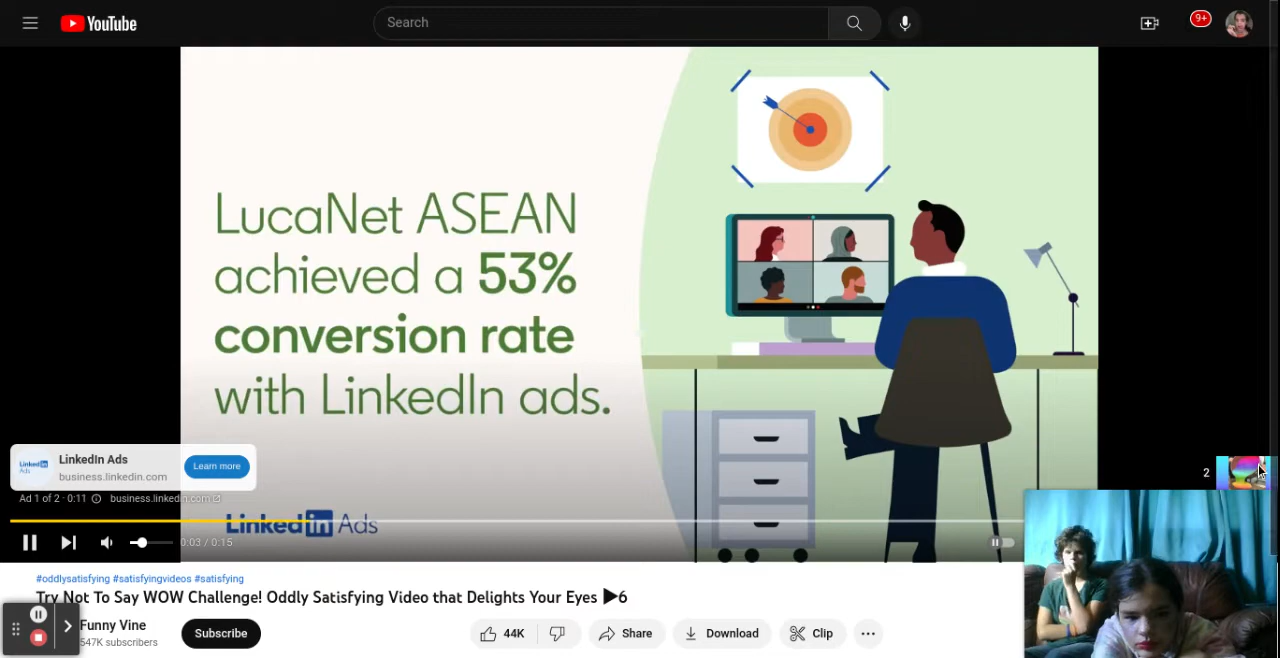 YouTube
Search
9+
LucaNet ASEAN
achieved a 53%
conversion rate
with LinkedIn ads.
LinkedIn Ads
LinkedIn Ads
business.linkedin.com
Learn more
Ad 1 of 2 · 0:11
business.linkedin.com
2
LinkedIn Ads
0:03 / 0:15
#oddlysatisfying #satisfyingvideos #satisfying
Try Not To Say WOW Challenge! Oddly Satisfying Video that Delights Your Eyes ▶6
Funny Vine
547K subscribers
Subscribe
44K
Share
Download
Clip